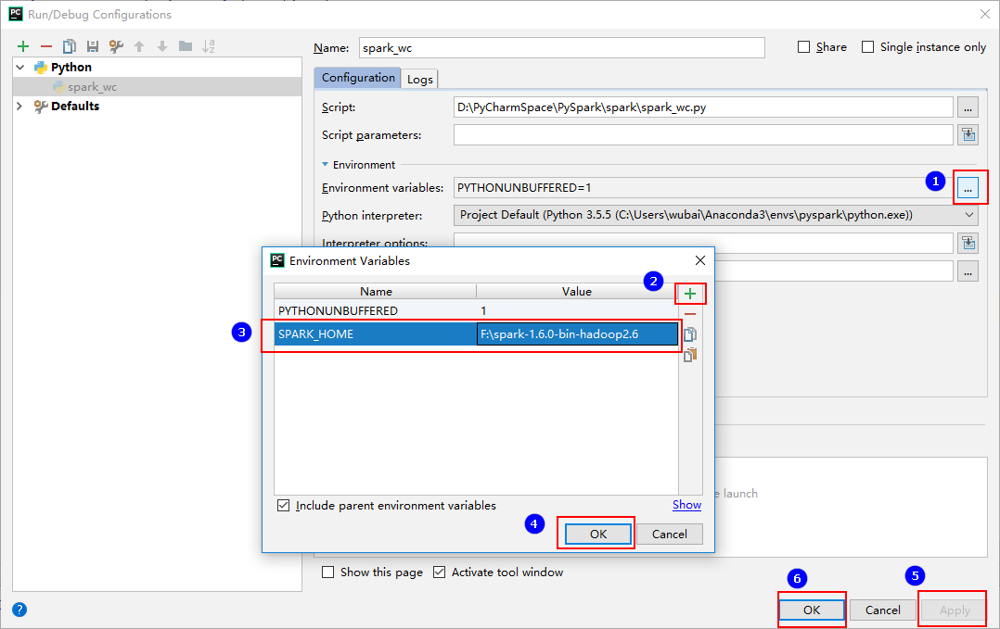 PC Run/Debug Configurations
Name: spark_wc Share Single instance only
Python
spark_wc
Defaults
Configuration Logs
Script: D:\PyCharmSpace\PySpark\spark\spark_wc.py ...
Script parameters:
Environment
Environment variables: PYTHONUNBUFFERED=1 1 ...
Python interpreter: Project Default (Python 3.5.5 (C:\Users\wubai\Anaconda3\envs\pyspark\python.exe))
Interpreter options:
...
PC Environment Variables
2
Name Value
PYTHONUNBUFFERED 1
3 SPARK_HOME F:\spark-1.6.0-bin-hadoop2.6
launch
Include parent environment variables Show
4 OK Cancel
Show this page Activate tool window
6 5
OK Cancel Apply
?